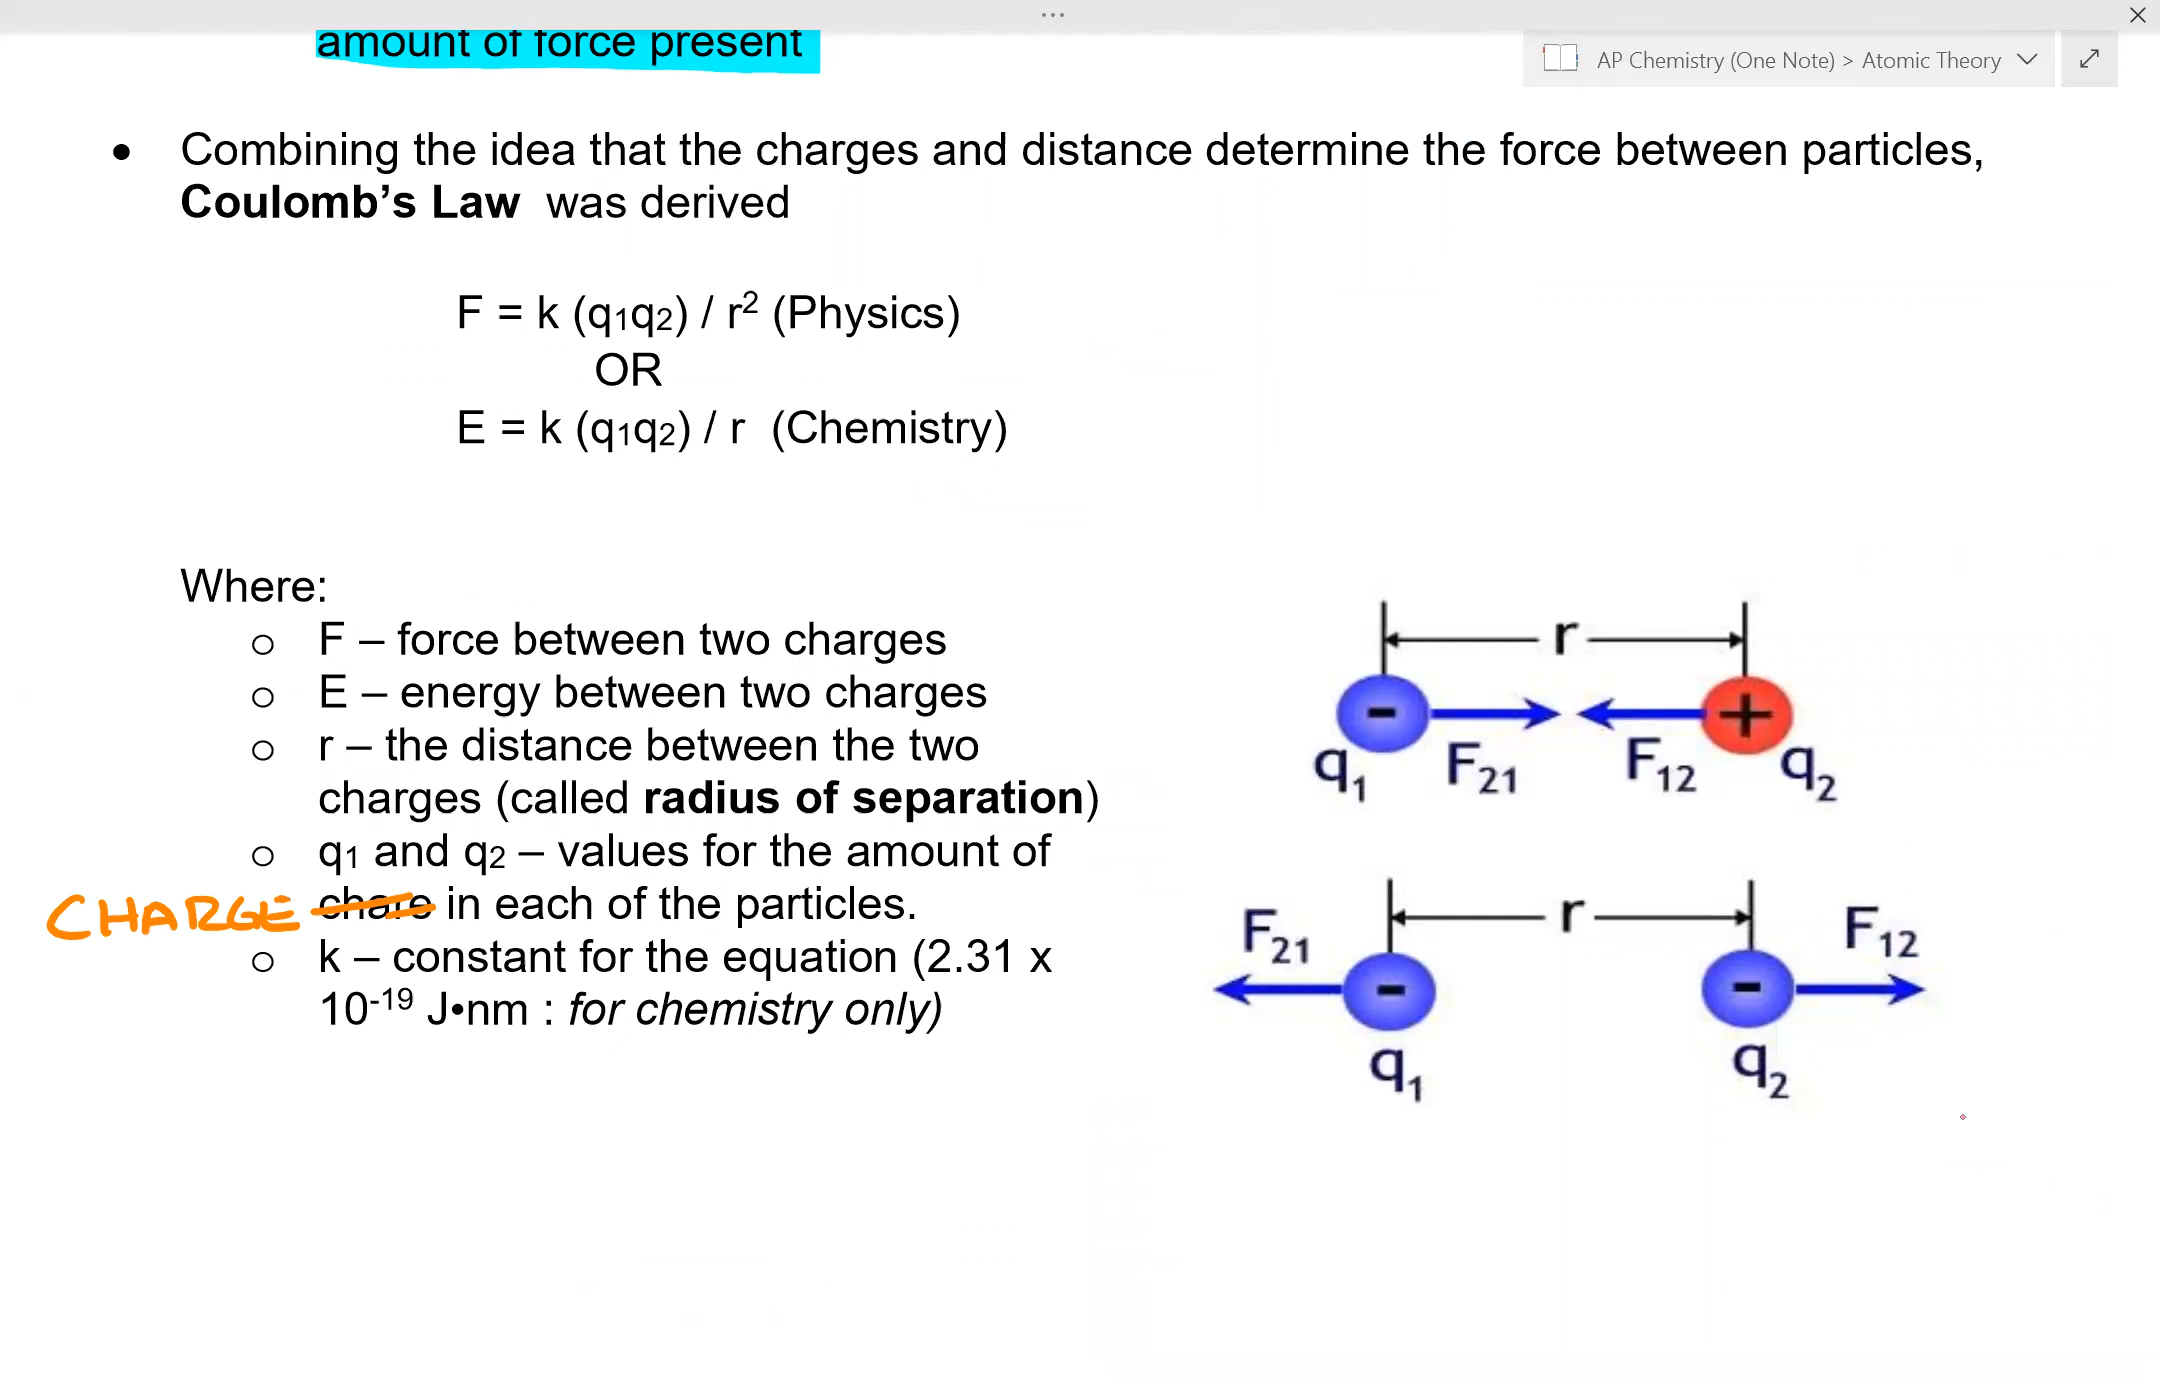 amount of force present
AP Chemistry (One Note) > Atomic Theory
• Combining the idea that the charges and distance determine the force between particles,
Coulomb’s Law was derived
F = k (q₁q₂) / r² (Physics)
OR
E = k (q₁q₂) / r (Chemistry)
Where:
o F – force between two charges
o E – energy between two charges
o r – the distance between the two
charges (called radius of separation)
o q₁ and q₂ – values for the amount of
CHARGE chare in each of the particles.
o k – constant for the equation (2.31 x
10⁻¹⁹ J•nm : for chemistry only)
r
- +
q₁ F₂₁ F₁₂ q₂
F₂₁ r F₁₂
- -
q₁ q₂